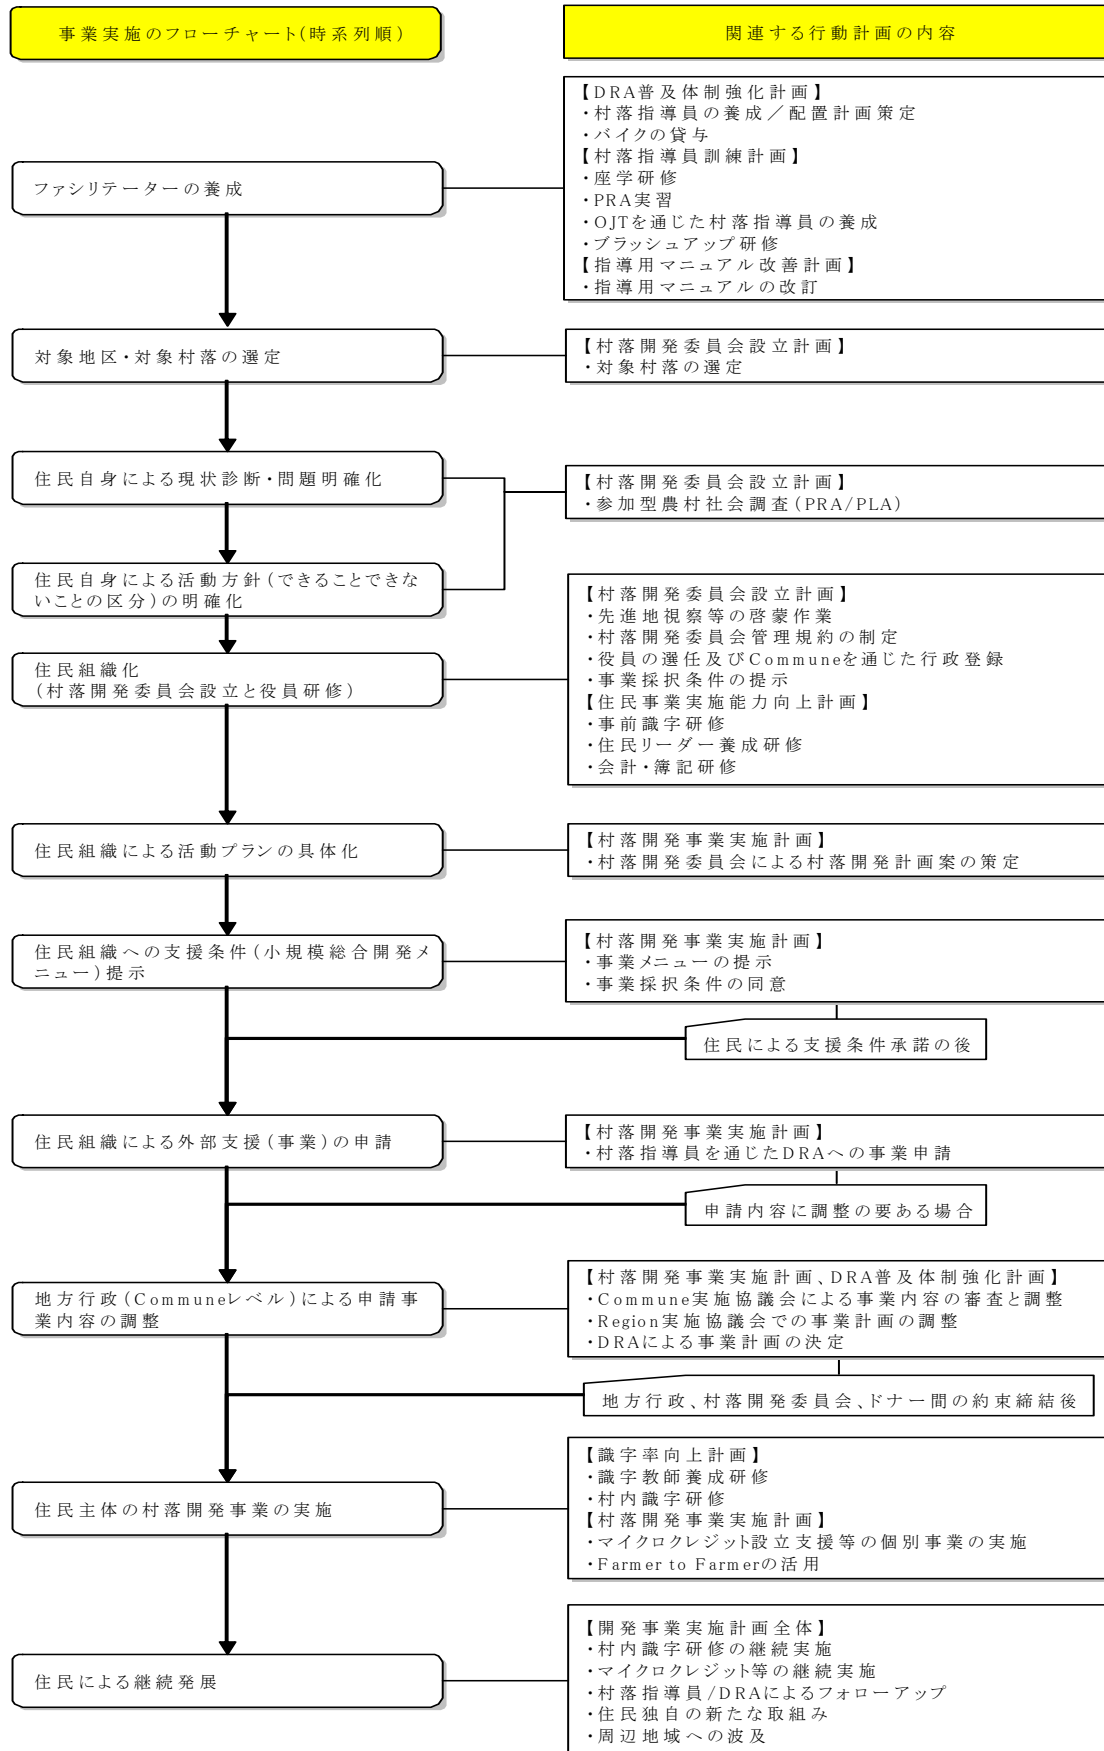 事業実施のフローチャート(時系列順)
関連する行動計画の内容
ファシリテーターの養成
【DRA普及体制強化計画】
・村落指導員の養成／配置計画策定
・バイクの貸与
【村落指導員訓練計画】
・座学研修
・PRA実習
・OJTを通じた村落指導員の養成
・ブラッシュアップ研修
【指導用マニュアル改善計画】
・指導用マニュアルの改訂
対象地区・対象村落の選定
【村落開発委員会設立計画】
・対象村落の選定
住民自身による現状診断・問題明確化
【村落開発委員会設立計画】
・参加型農村社会調査(PRA/PLA)
住民自身による活動方針(できることできな
いことの区分)の明確化
住民組織化
(村落開発委員会設立と役員研修)
【村落開発委員会設立計画】
・先進地視察等の啓蒙作業
・村落開発委員会管理規約の制定
・役員の選任及びCommuneを通じた行政登録
・事業採択条件の提示
【住民事業実施能力向上計画】
・事前識字研修
・住民リーダー養成研修
・会計・簿記研修
住民組織による活動プランの具体化
【村落開発事業実施計画】
・村落開発委員会による村落開発計画案の策定
住民組織への支援条件(小規模総合開発メ
ニュー)提示
【村落開発事業実施計画】
・事業メニューの提示
・事業採択条件の同意
住民による支援条件承諾の後
住民組織による外部支援(事業)の申請
【村落開発事業実施計画】
・村落指導員を通じたDRAへの事業申請
申請内容に調整の要ある場合
地方行政(Communeレベル)による申請事
業内容の調整
【村落開発事業実施計画、DRA普及体制強化計画】
・Commune実施協議会による事業内容の審査と調整
・Region実施協議会での事業計画の調整
・DRAによる事業計画の決定
地方行政、村落開発委員会、ドナー間の約束締結後
住民主体の村落開発事業の実施
【識字率向上計画】
・識字教師養成研修
・村内識字研修
【村落開発事業実施計画】
・マイクロクレジット設立支援等の個別事業の実施
・Farmer to Farmerの活用
住民による継続発展
【開発事業実施計画全体】
・村内識字研修の継続実施
・マイクロクレジット等の継続実施
・村落指導員/DRAによるフォローアップ
・住民独自の新たな取組み
・周辺地域への波及